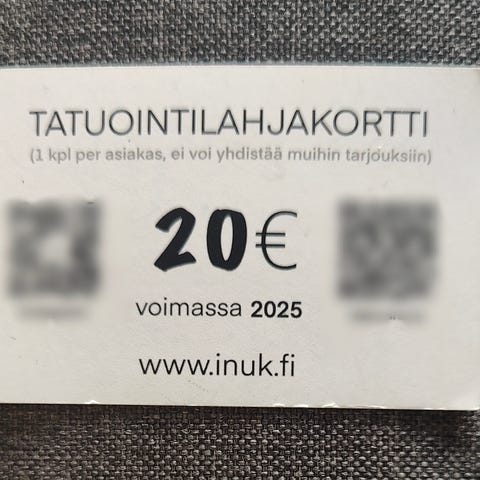 TATUOINTILAHJAKORTTI
(1 kpl per asiakas, ei voi yhdistää muihin tarjouksiin)
20€
voimassa 2025
www.inuk.fi